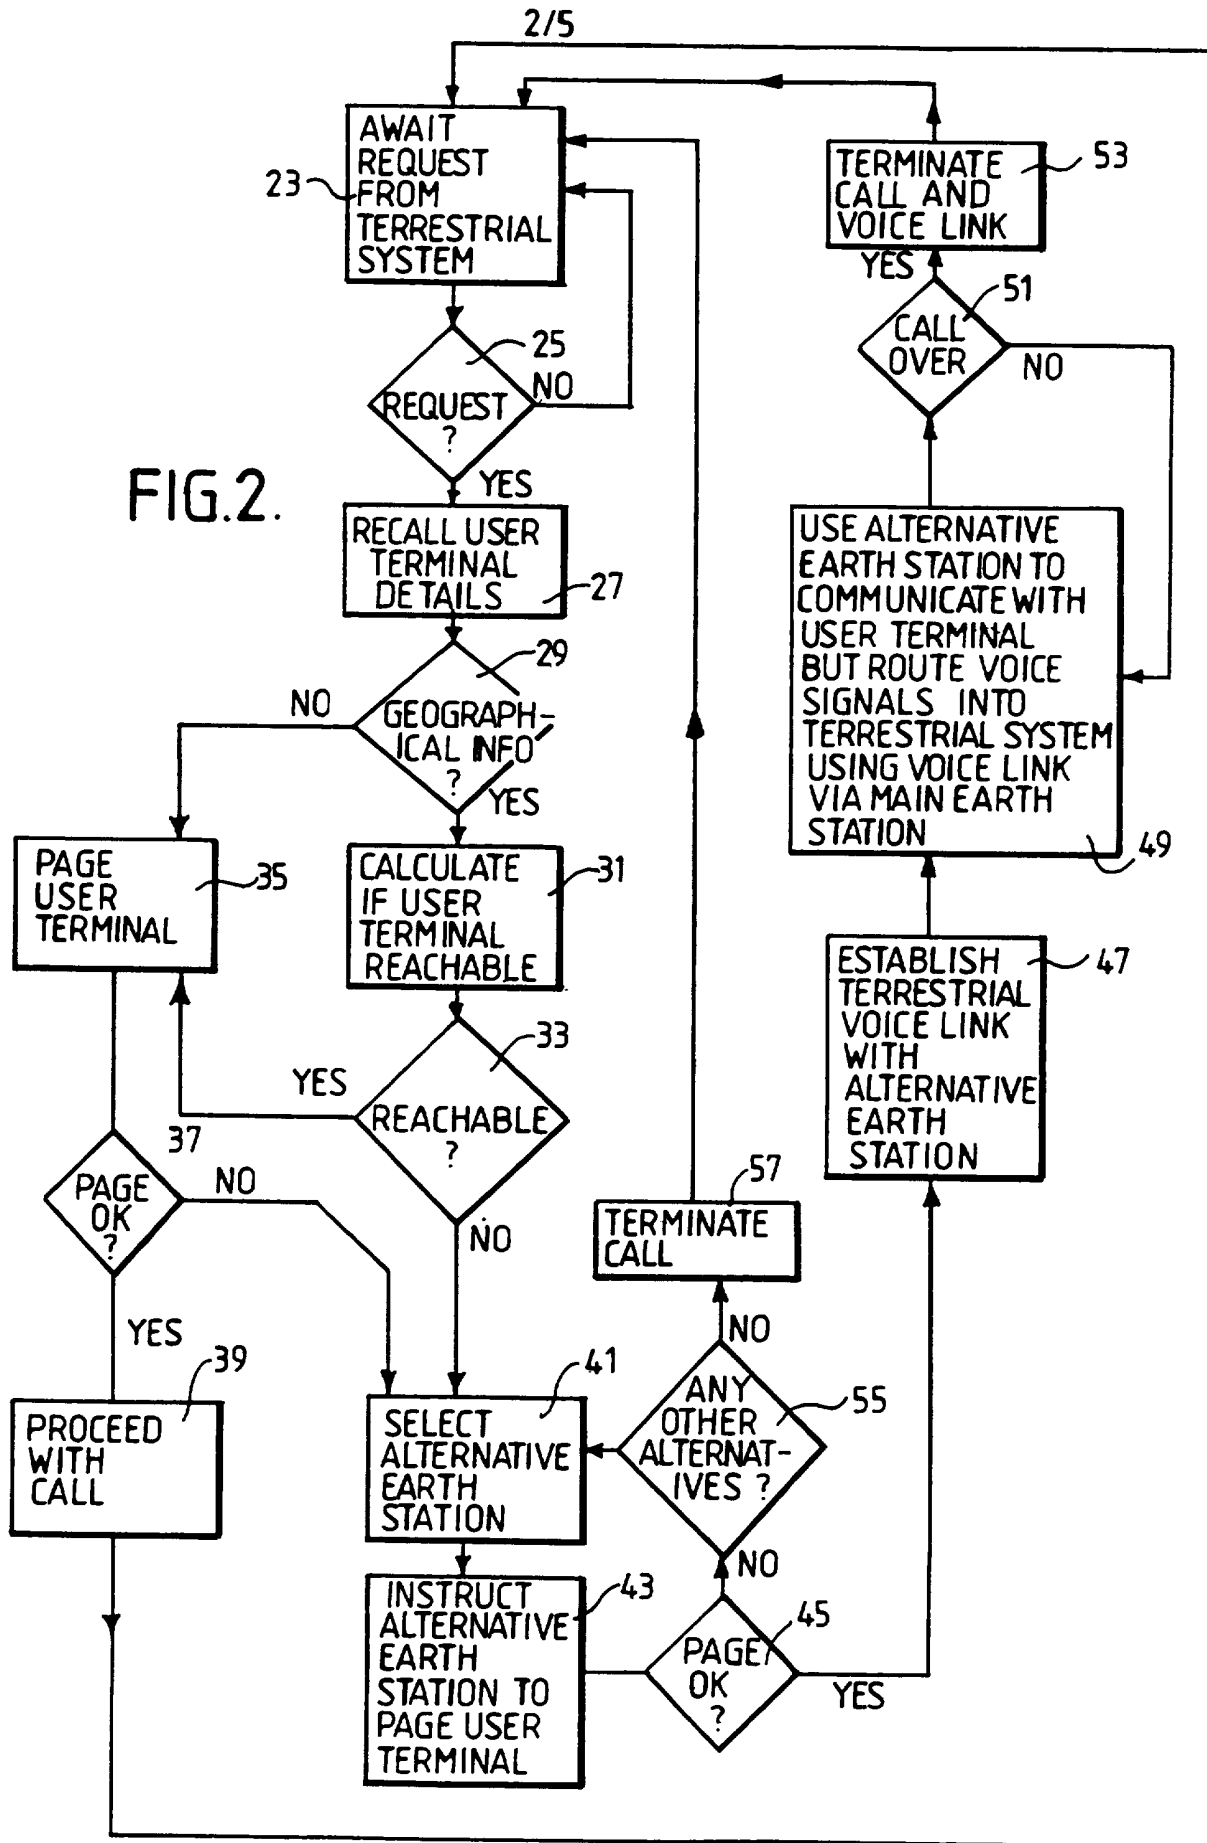 2/5
AWAIT
REQUEST
FROM
TERRESTRIAL
SYSTEM
23
25
REQUEST
?
NO
YES
FIG.2.
RECALL USER
TERMINAL
DETAILS
27
29
GEOGRAPH-
ICAL INFO
?
NO
YES
PAGE
USER
TERMINAL
35
CALCULATE
IF USER
TERMINAL
REACHABLE
31
33
REACHABLE
?
YES
NO
37
PAGE
OK
?
NO
YES
39
PROCEED
WITH
CALL
41
SELECT
ALTERNATIVE
EARTH
STATION
INSTRUCT
ALTERNATIVE
EARTH
STATION TO
PAGE USER
TERMINAL
43
45
PAGE
OK
?
NO
YES
ANY
OTHER
ALTERNAT-
IVES ?
55
NO
57
TERMINATE
CALL
ESTABLISH
TERRESTRIAL
VOICE LINK
WITH
ALTERNATIVE
EARTH
STATION
47
USE ALTERNATIVE
EARTH STATION TO
COMMUNICATE WITH
USER TERMINAL
BUT ROUTE VOICE
SIGNALS INTO
TERRESTRIAL SYSTEM
USING VOICE LINK
VIA MAIN EARTH
STATION
49
CALL
OVER
51
NO
YES
TERMINATE
CALL AND
VOICE LINK
53